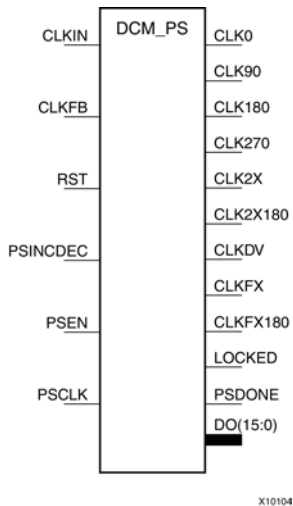 DCM_PS
CLKIN
CLK0
CLK90
CLKFB
CLK180
CLK270
RST
CLK2X
CLK2X180
PSINCDEC
CLKDV
CLKFX
PSEN
CLKFX180
LOCKED
PSCLK
PSDONE
DO(15:0)
X10104